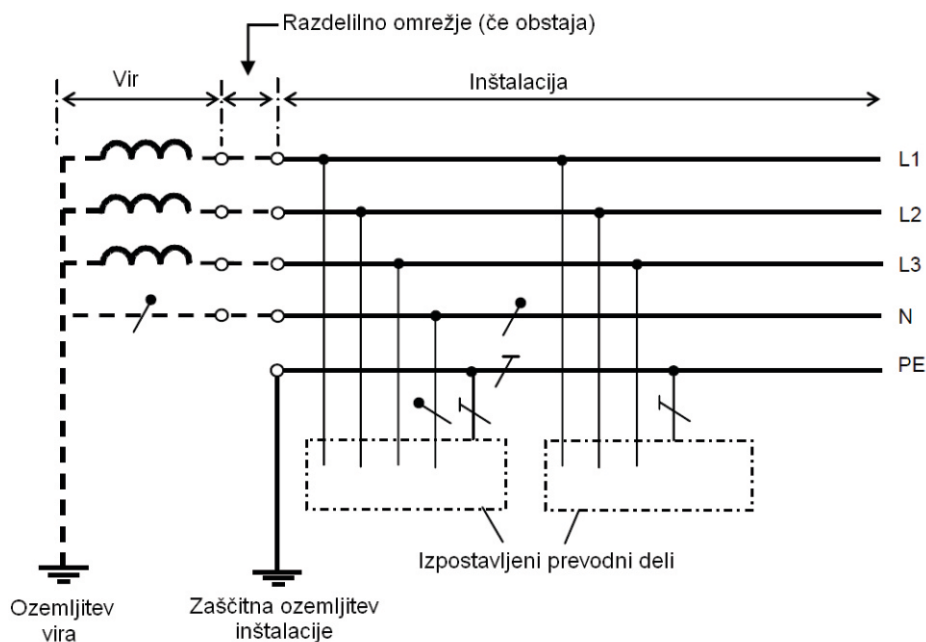 Razdelilno omrežje (če obstaja)
Vir
Inštalacija
L1
L2
L3
N
PE
Izpostavljeni prevodni deli
Ozemljitev
vira
Zaščitna ozemljitev
inštalacije